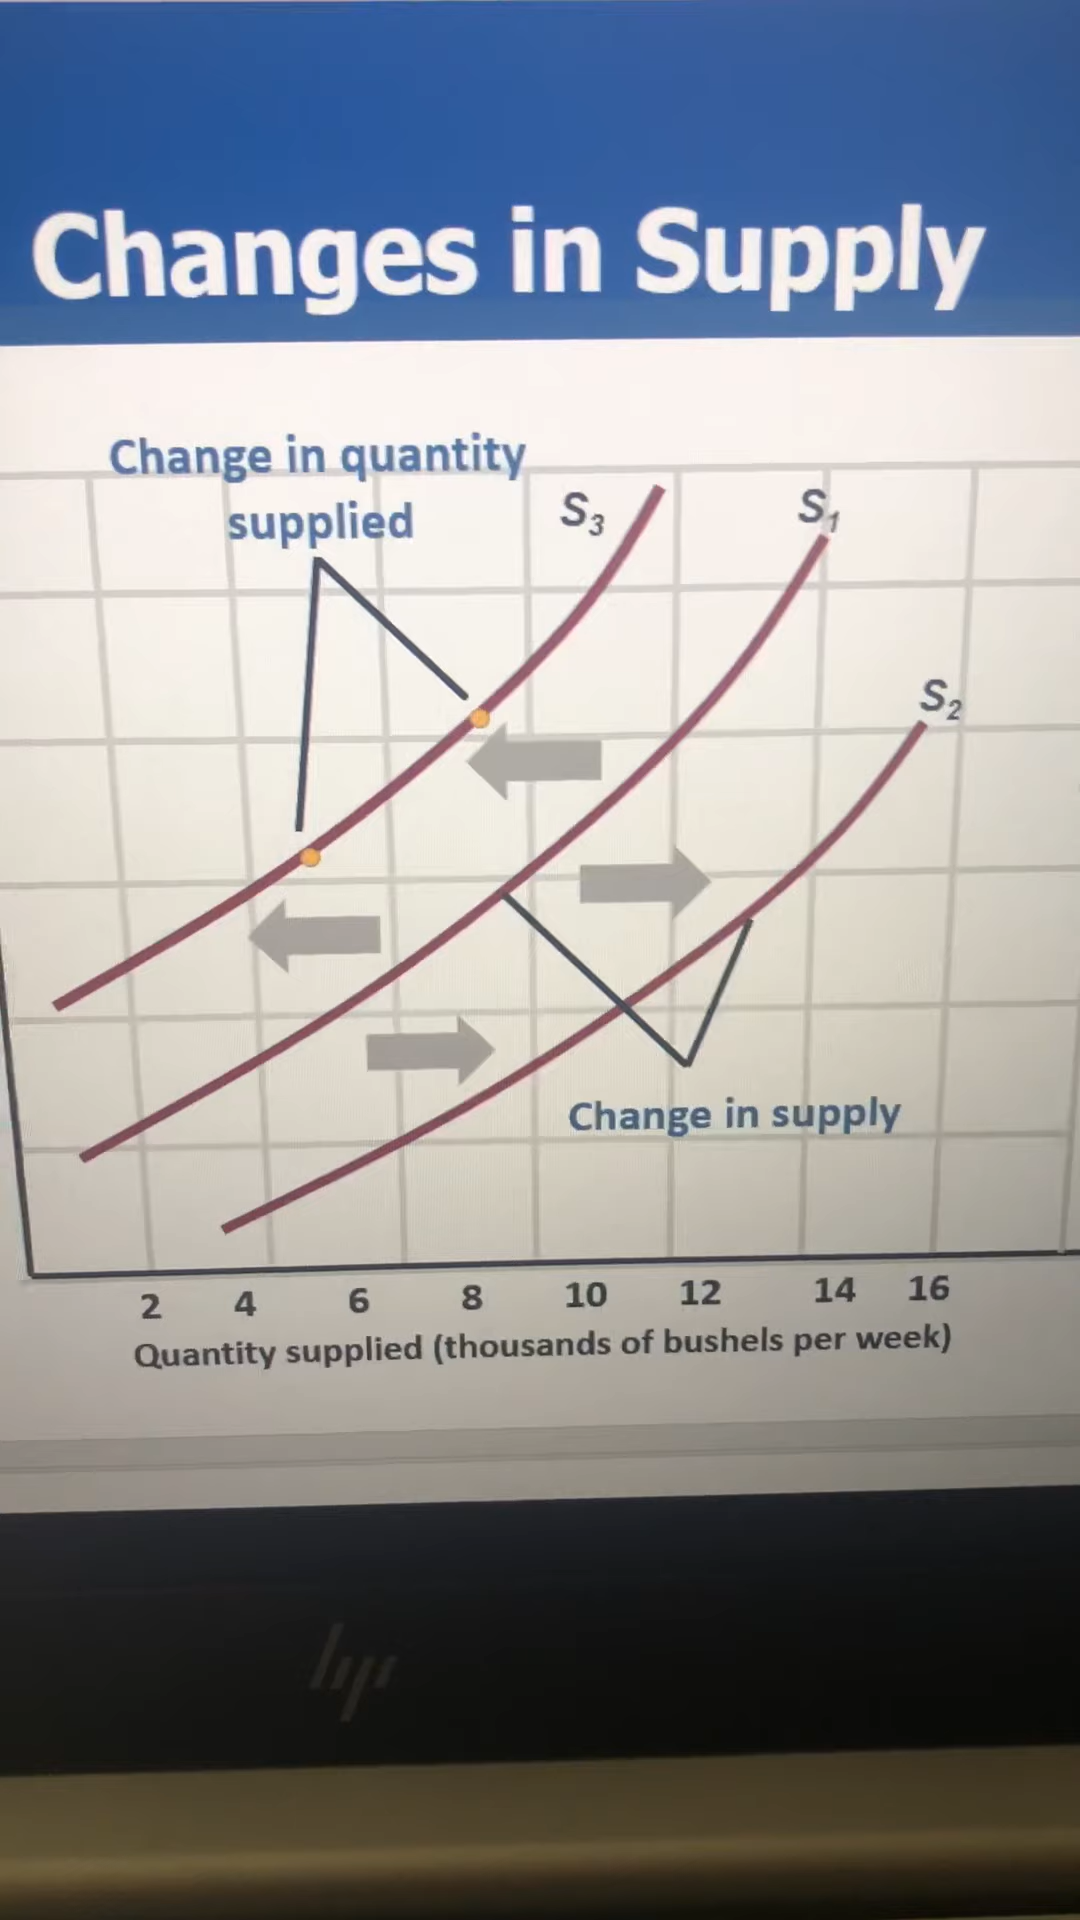 Changes in Supply
Change in quantity
supplied
S₃
S₁
S₂
Change in supply
2 4 6 8 10 12 14 16
Quantity supplied (thousands of bushels per week)
hp